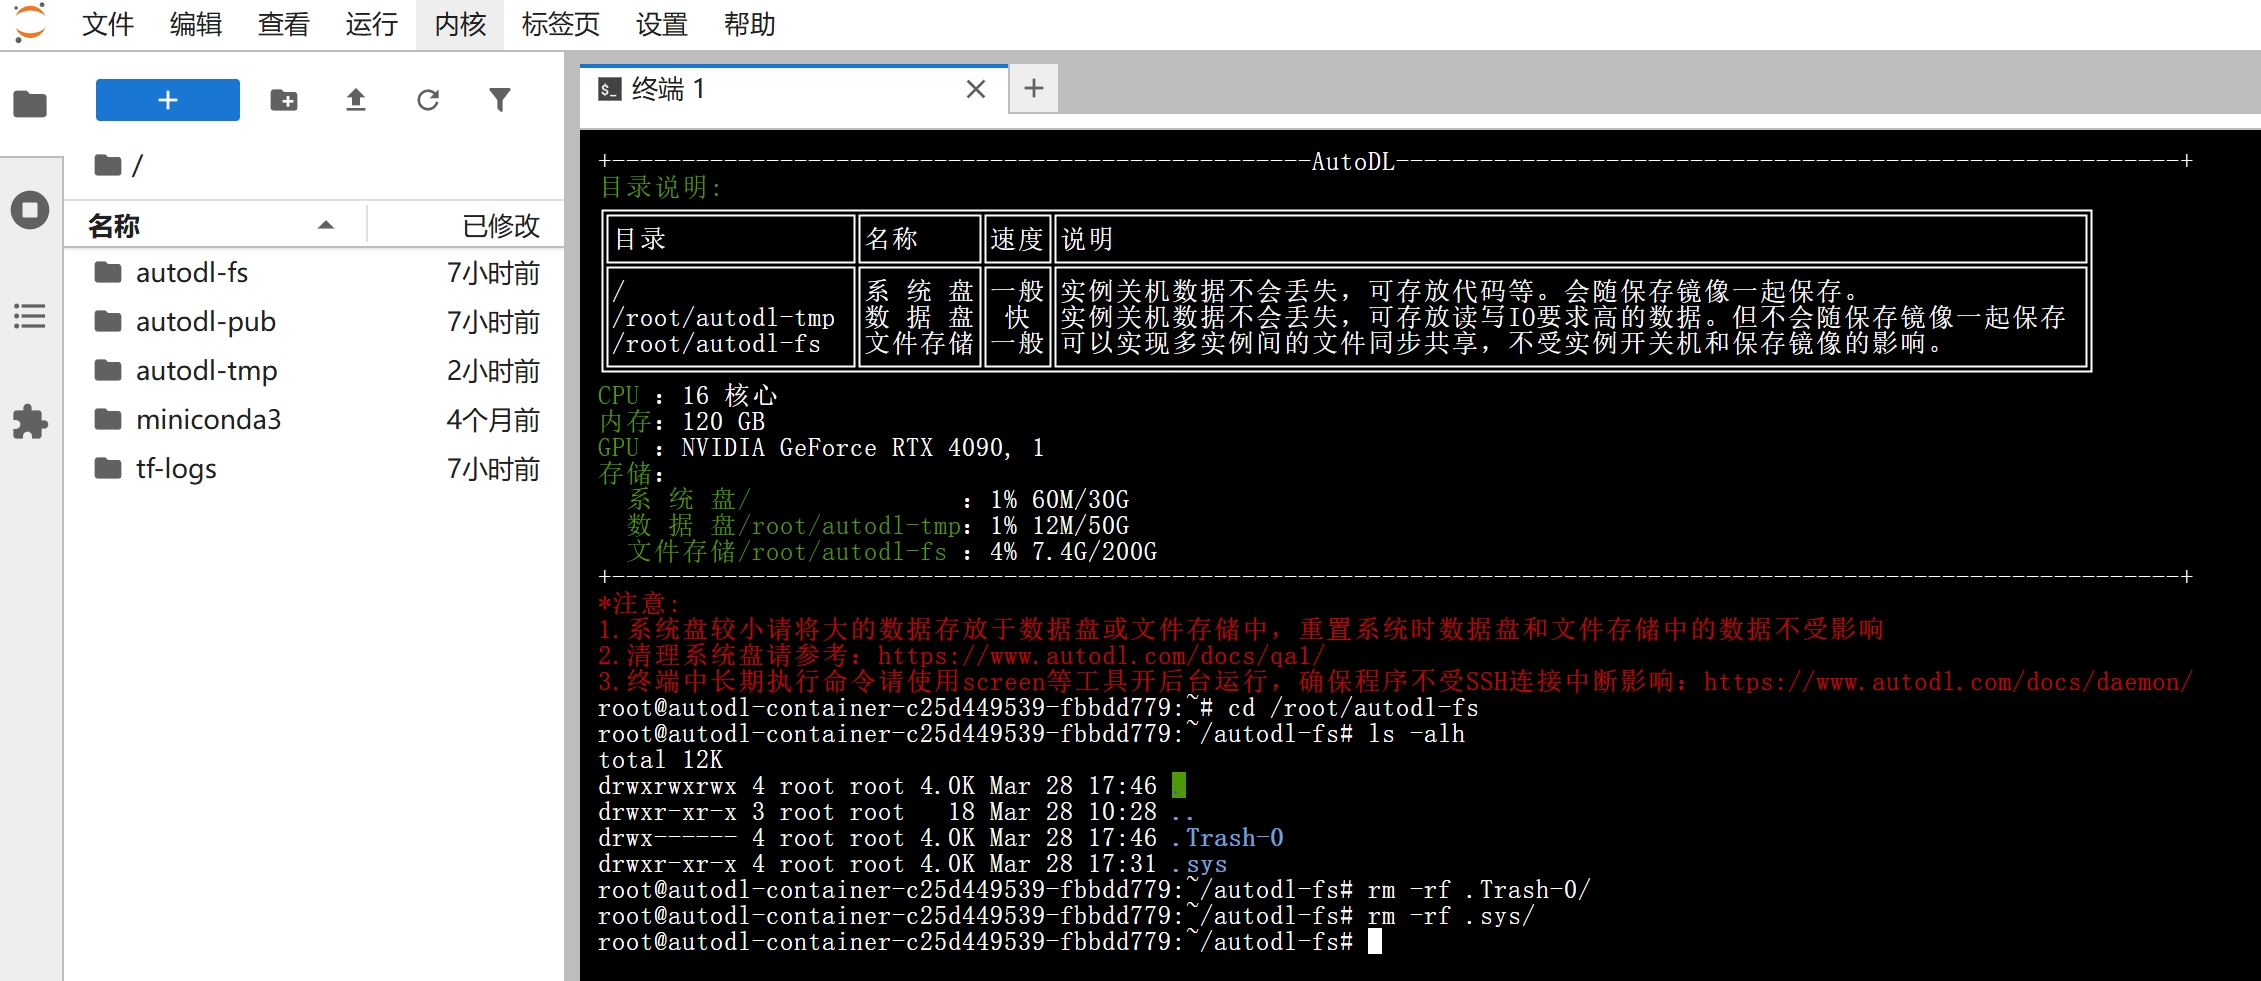 文件 编辑 查看 运行 内核 标签页 设置 帮助
+
/
名称 已修改
autodl-fs 7小时前
autodl-pub 7小时前
autodl-tmp 2小时前
miniconda3 4个月前
tf-logs 7小时前
$_ 终端 1 × +
+--------------------------------------------------AutoDL--------------------------------------------------------+
目录说明:
目录 名称 速度 说明
/ 系 统 盘 一般 实例关机数据不会丢失，可存放代码等。会随保存镜像一起保存。
/root/autodl-tmp 数 据 盘 快 实例关机数据不会丢失，可存放读写IO要求高的数据。但不会随保存镜像一起保存
/root/autodl-fs 文件存储 一般 可以实现多实例间的文件同步共享，不受实例开关机和保存镜像的影响。
CPU ：16 核心
内存：120 GB
GPU ：NVIDIA GeForce RTX 4090, 1
存储：
系 统 盘/ ：1% 60M/30G
数 据 盘/root/autodl-tmp：1% 12M/50G
文件存储/root/autodl-fs ：4% 7.4G/200G
+----------------------------------------------------------------------------------------------------------------+
*注意:
1.系统盘较小请将大的数据存放于数据盘或文件存储中，重置系统时数据盘和文件存储中的数据不受影响
2.清理系统盘请参考：https://www.autodl.com/docs/qa1/
3.终端中长期执行命令请使用screen等工具开后台运行，确保程序不受SSH连接中断影响：https://www.autodl.com/docs/daemon/
root@autodl-container-c25d449539-fbbdd779:~# cd /root/autodl-fs
root@autodl-container-c25d449539-fbbdd779:~/autodl-fs# ls -alh
total 12K
drwxrwxrwx 4 root root 4.0K Mar 28 17:46 .
drwxr-xr-x 3 root root   18 Mar 28 10:28 ..
drwx------ 4 root root 4.0K Mar 28 17:46 .Trash-0
drwxr-xr-x 4 root root 4.0K Mar 28 17:31 .sys
root@autodl-container-c25d449539-fbbdd779:~/autodl-fs# rm -rf .Trash-0/
root@autodl-container-c25d449539-fbbdd779:~/autodl-fs# rm -rf .sys/
root@autodl-container-c25d449539-fbbdd779:~/autodl-fs#